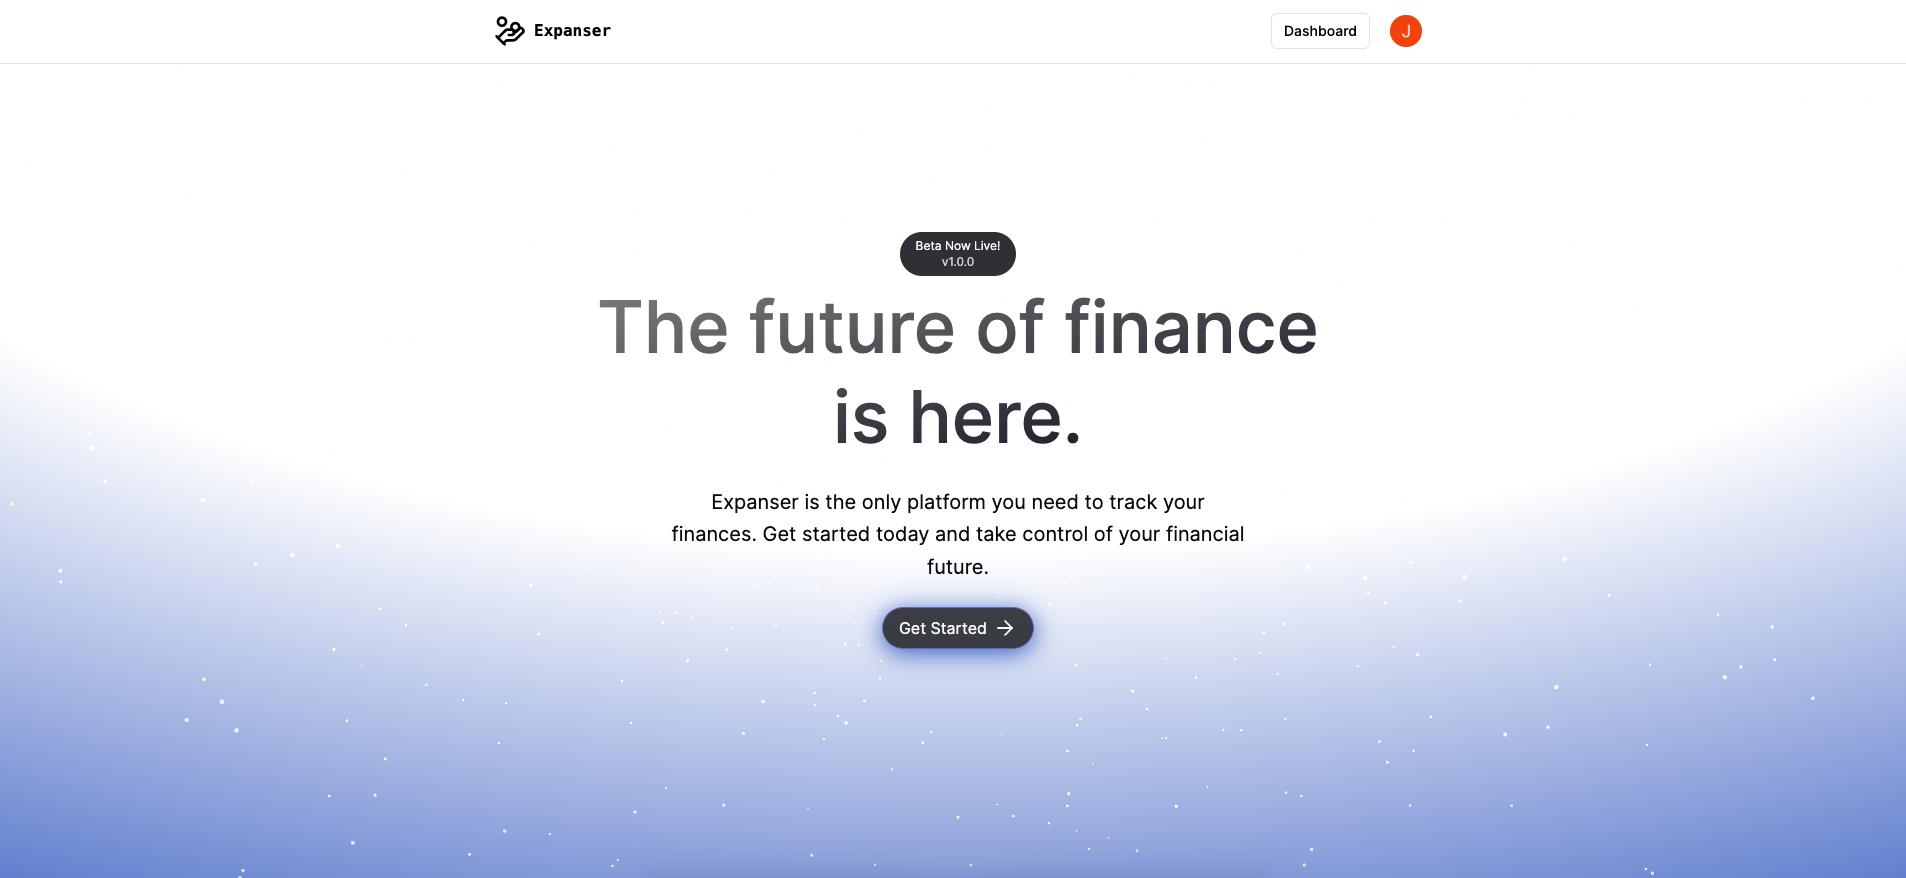 Expanser
Dashboard
J
Beta Now Live!
v1.0.0
The future of finance
is here.
Expanser is the only platform you need to track your
finances. Get started today and take control of your financial
future.
Get Started